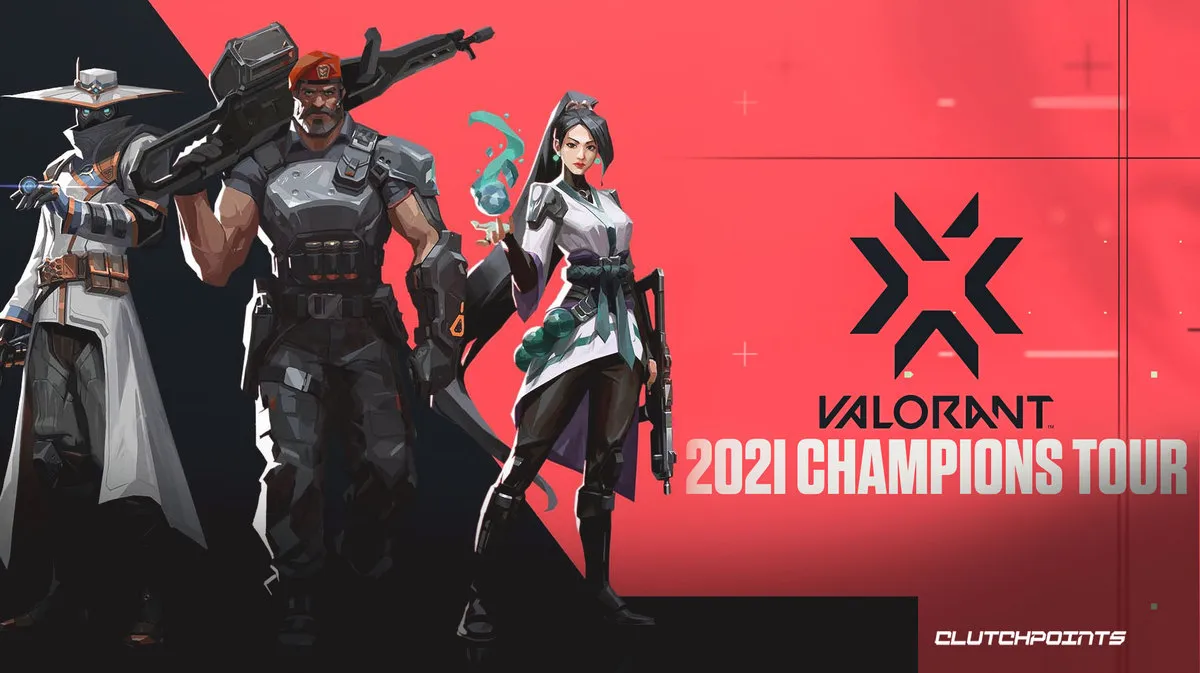 VALORANT
2021 CHAMPIONS TOUR
CLUTCHPOINTS